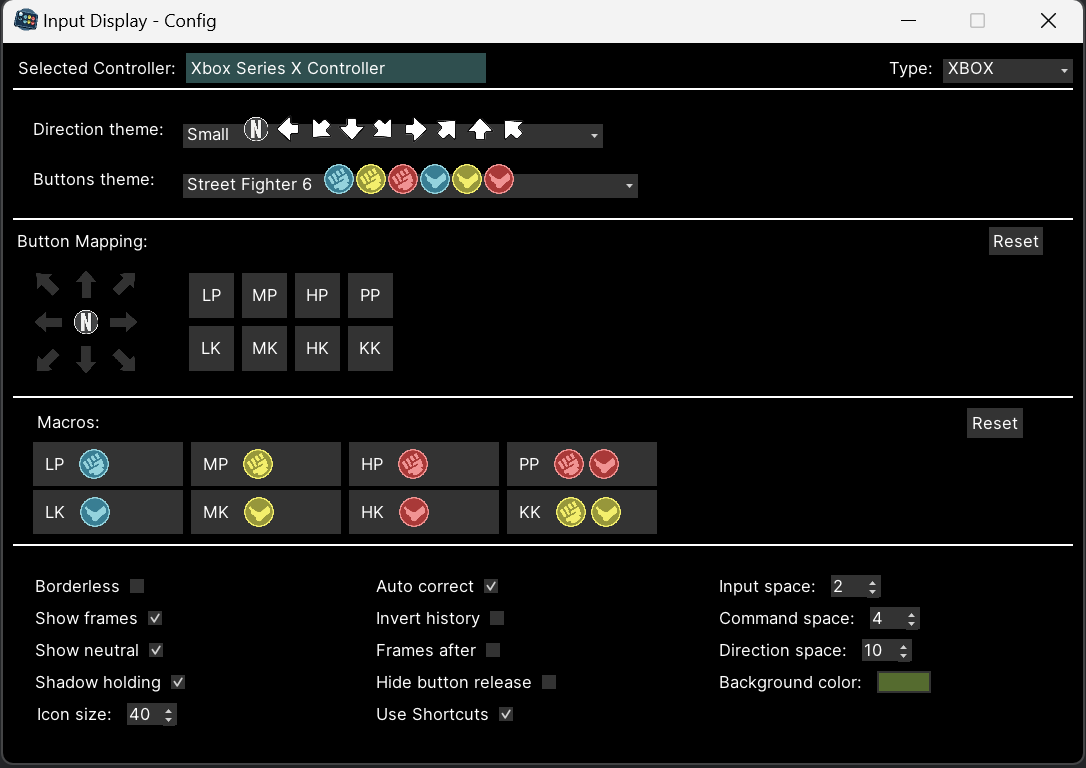 Input Display - Config
Selected Controller: Xbox Series X Controller Type: XBOX
Direction theme: Small N
Buttons theme: Street Fighter 6
Button Mapping: Reset
LP MP HP PP
N
LK MK HK KK
Macros: Reset
LP MP HP PP
LK MK HK KK
Borderless Auto correct Input space: 2
Show frames Invert history Command space: 4
Show neutral Frames after Direction space: 10
Shadow holding Hide button release Background color:
Icon size: 40 Use Shortcuts